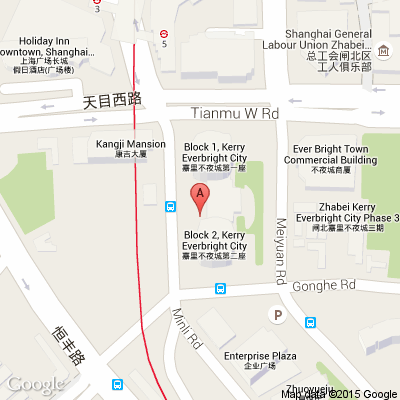 Holiday Inn
Downtown, Shanghai...
上海广场长城
假日酒店(广场楼)
6
5
Shanghai General
Labour Union Zhabei...
总工会闸北区
工人俱乐部
天目西路
Tianmu W Rd
Kangji Mansion
康吉大厦
Block 1, Kerry
Everbright City
嘉里不夜城第一座
Ever Bright Town
Commercial Building
不夜城商厦
A
Zhabei Kerry
Everbright City Phase 3
闸北嘉里不夜城三期
Block 2, Kerry
Everbright City
嘉里不夜城第二座
Meiyuan Rd
Gonghe Rd
Minli Rd
恒丰路
P
Enterprise Plaza
企业广场
Zhuoyueju
Google
Map data ©2015 Google